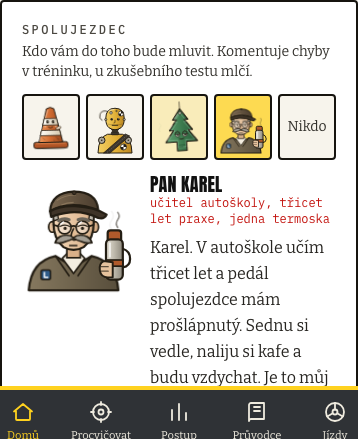 SPOLUJEZDEC
Kdo vám do toho bude mluvit. Komentuje chyby
v tréninku, u zkušebního testu mlčí.
Nikdo
PAN KAREL
učitel autoškoly, třicet
let praxe, jedna termoska
Karel. V autoškole učím
třicet let a pedál
spolujezdce mám
prošlápnutý. Sednu si
vedle, naliju si kafe a
budu vzdychat. Je to můj
Domů
Procvičovat
Postup
Průvodce
Jízdy